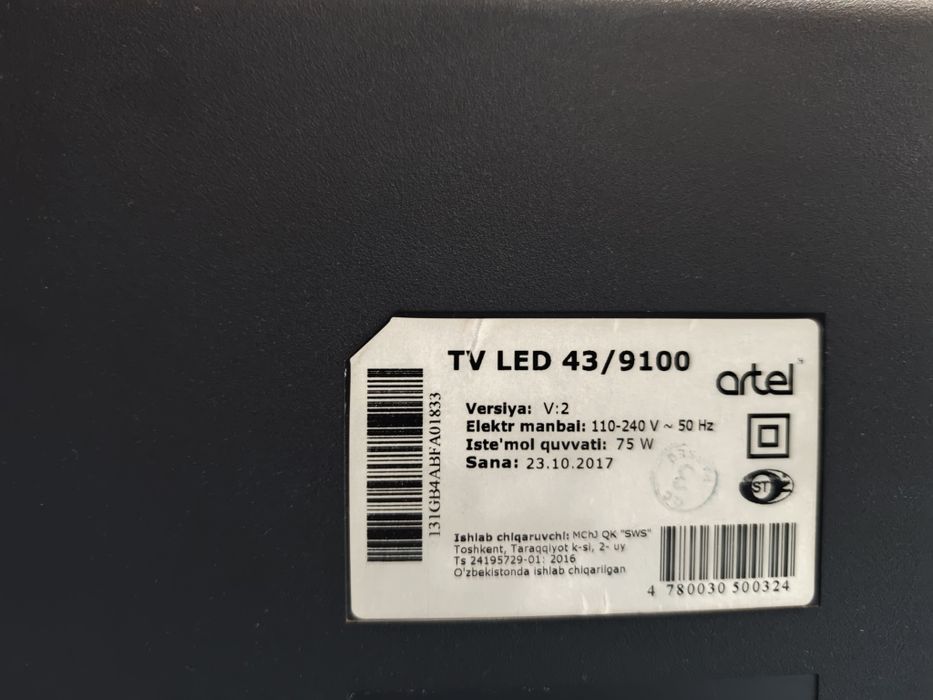 TV LED 43/9100
artel
Versiya: V:2
Elektr manbai: 110-240 V ~ 50 Hz
Iste'mol quvvati: 75 W
Sana: 23.10.2017
ST
131GB4ABFA01833
Ishlab chiqaruvchi: MChJ QK "SWS"
Toshkent, Taraqqiyot k-si, 2- uy
Ts 24195729-01: 2016
O'zbekistonda ishlab chiqarilgan
4 780030 500324